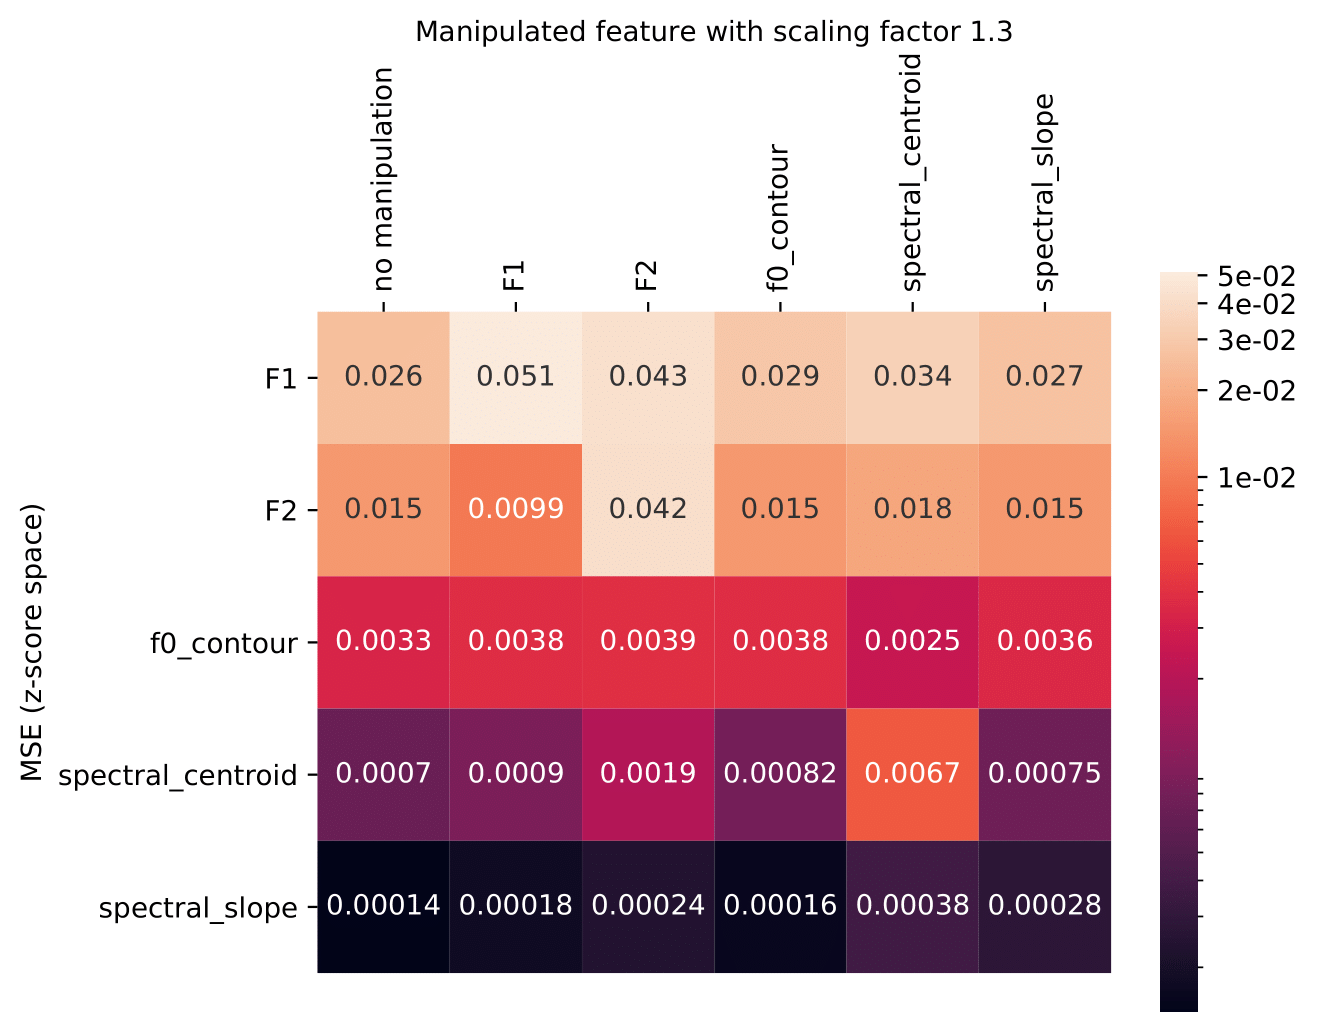 Manipulated feature with scaling factor 1.3
no manipulation
F1
F2
f0_contour
spectral_centroid
spectral_slope
MSE (z-score space)
F1 0.026 0.051 0.043 0.029 0.034 0.027
F2 0.015 0.0099 0.042 0.015 0.018 0.015
f0_contour 0.0033 0.0038 0.0039 0.0038 0.0025 0.0036
spectral_centroid 0.0007 0.0009 0.0019 0.00082 0.0067 0.00075
spectral_slope 0.00014 0.00018 0.00024 0.00016 0.00038 0.00028
5e-02
4e-02
3e-02
2e-02
1e-02